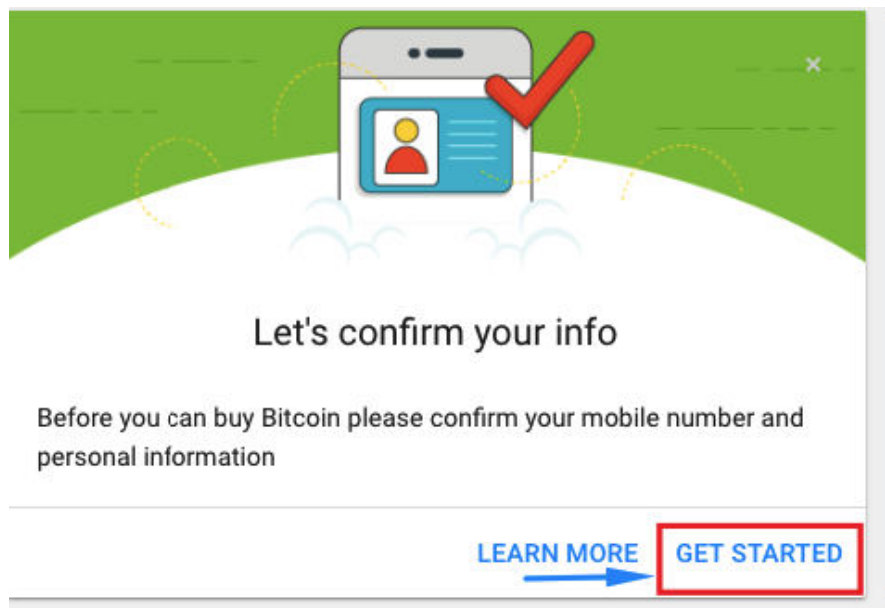 Let's confirm your info
Before you can buy Bitcoin please confirm your mobile number and
personal information
LEARN MORE GET STARTED